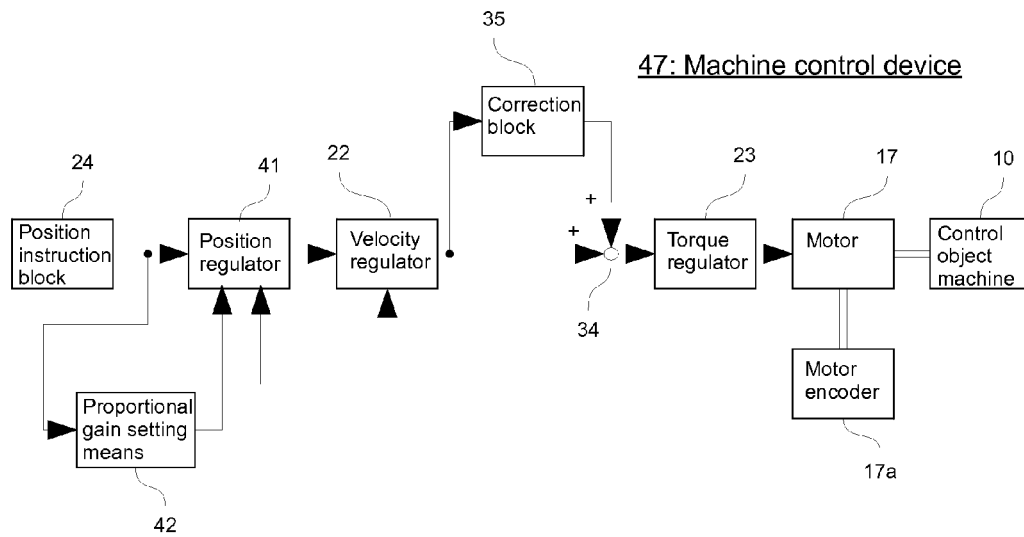 35
47: Machine control device
Correction
block
24
41
22
23
17
10
+
+
Position
instruction
block
Position
regulator
Velocity
regulator
Torque
regulator
Motor
Control
object
machine
34
Proportional
gain setting
means
Motor
encoder
17a
42